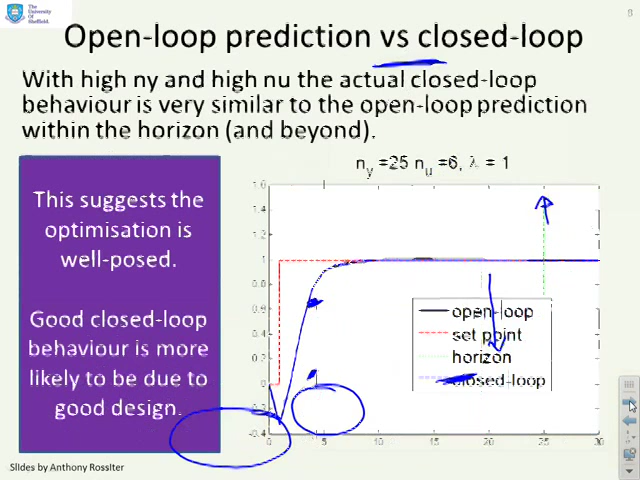 The
University
Of
Sheffield.
8
Open-loop prediction vs closed-loop
With high ny and high nu the actual closed-loop
behaviour is very similar to the open-loop prediction
within the horizon (and beyond).
This suggests the
optimisation is
well-posed.
Good closed-loop
behaviour is more
likely to be due to
good design.
n_y =25 n_u =6, λ = 1
1.6
1.4
1.2
1
0.8
0.6
0.4
0.2
0
-0.2
-0.4
0 5 10 15 20 25 30
open-loop
set point
horizon
closed-loop
Slides by Anthony Rossiter